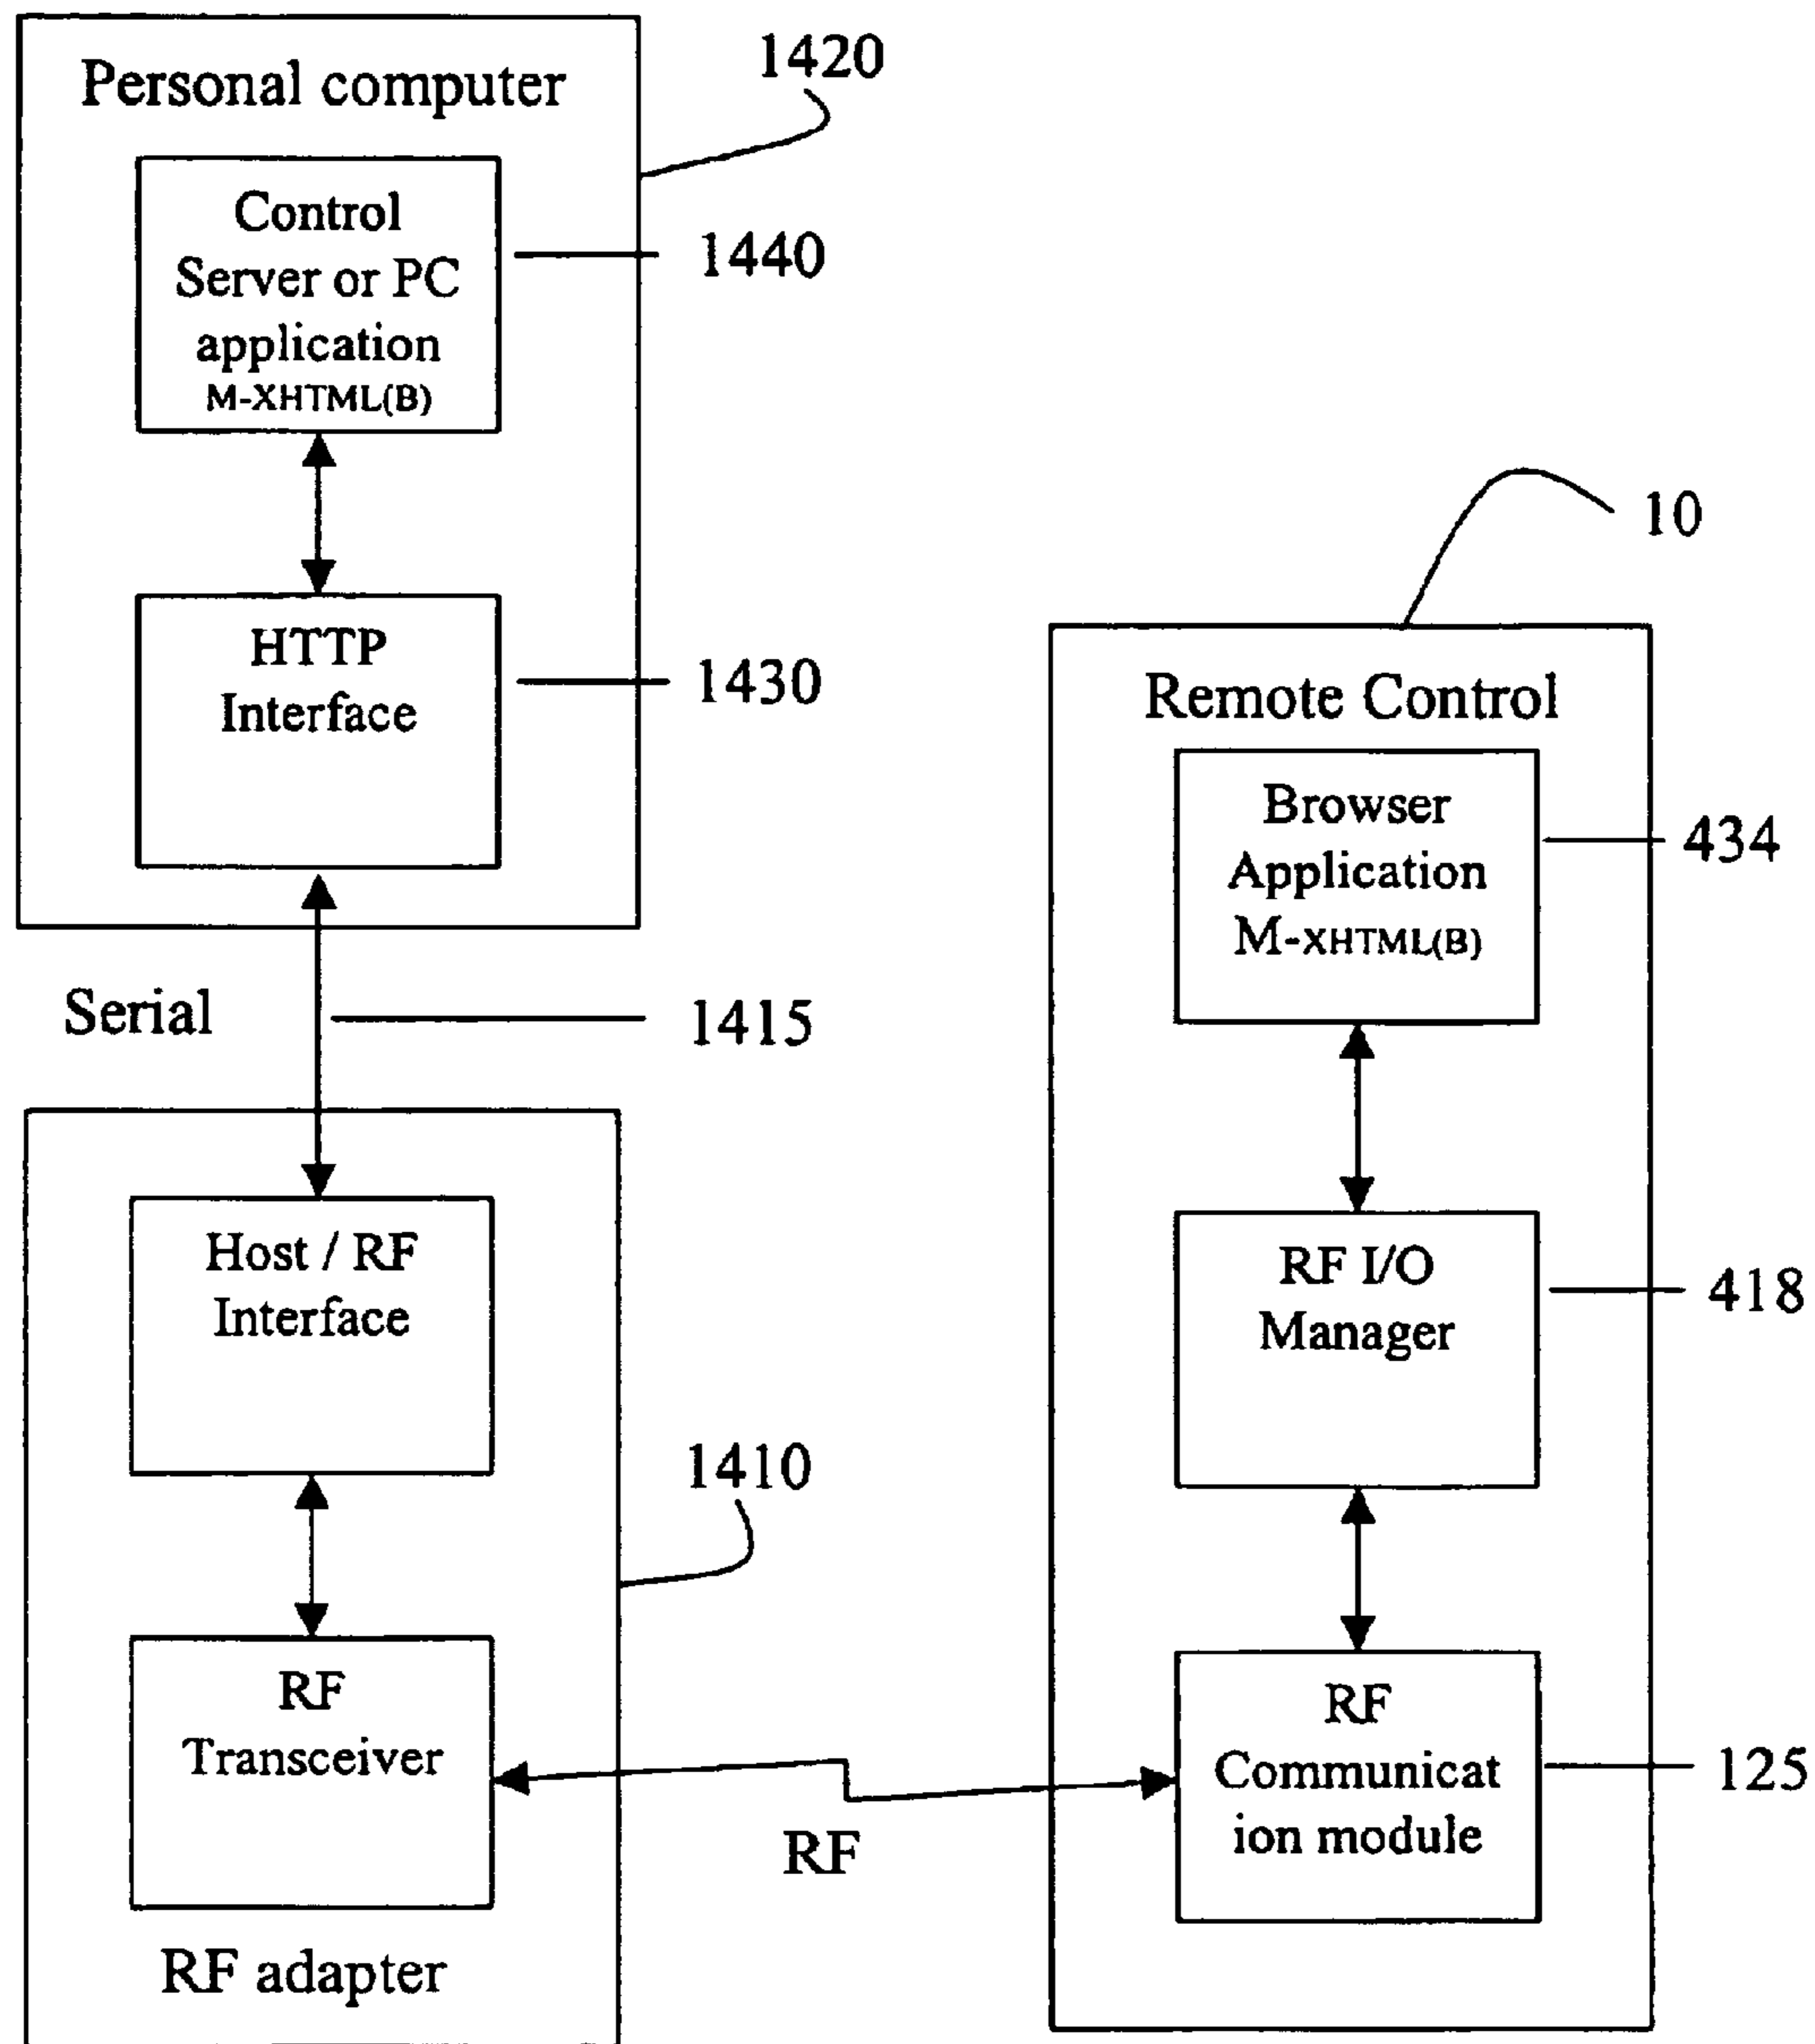 Personal computer
1420
Control
Server or PC
application
M-XHTML(B)
1440
HTTP
Interface
1430
Serial
1415
Host / RF
Interface
1410
RF
Transceiver
RF adapter
RF
10
Remote Control
Browser
Application
M-XHTML(B)
434
RF I/O
Manager
418
RF
Communicat
ion module
125